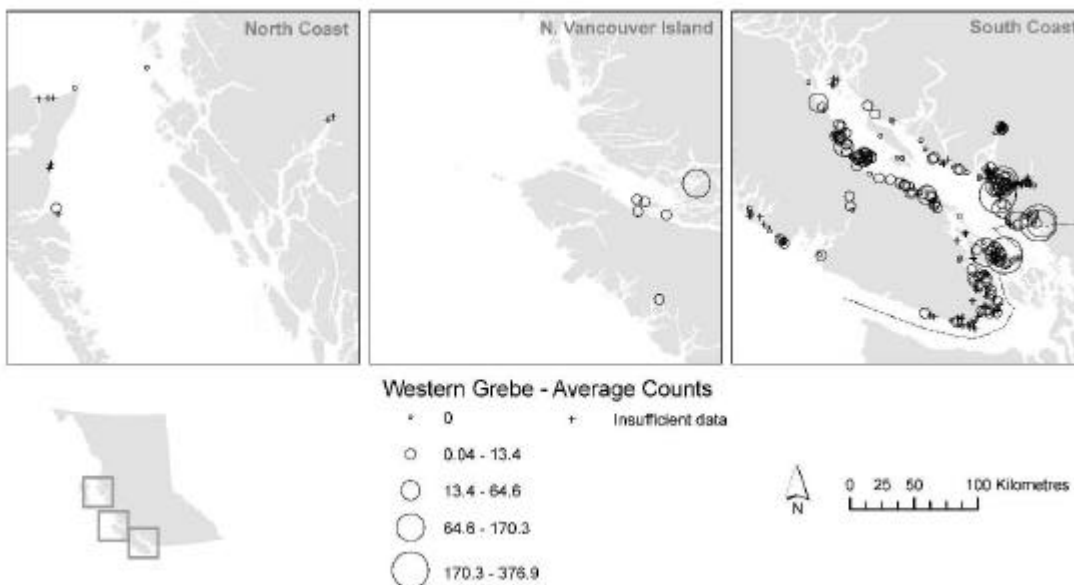 North Coast
N. Vancouver Island
South Coast
Western Grebe - Average Counts
0
Insufficient data
0.04 - 13.4
13.4 - 64.6
64.6 - 170.3
170.3 - 376.9
N
0 25 50 100 Kilometres